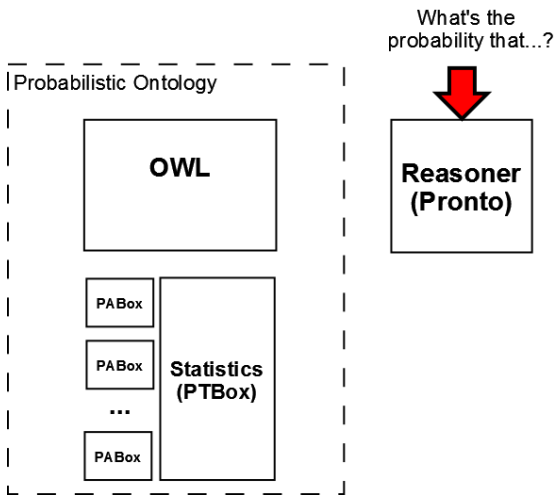 What's the
probability that...?
Probabilistic Ontology
OWL
Reasoner
(Pronto)
PABox
PABox
...
PABox
Statistics
(PTBox)